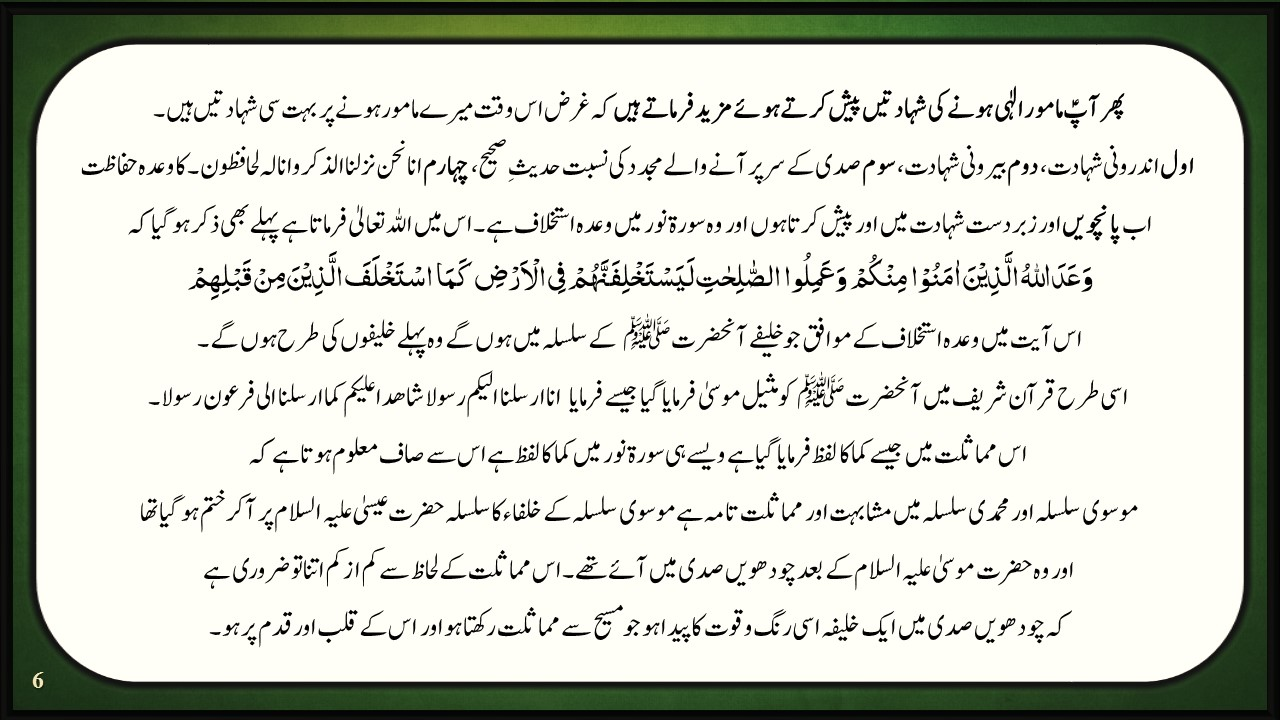 پھر آپؑ مامور الٰہی ہونے کی شہادتیں پیش کرتے ہوئے مزید فرماتے ہیں کہ غرض اس وقت میرے مامور ہونے پر بہت سی شہادتیں ہیں۔
اول اندرونی شہادت، دوم بیرونی شہادت، سوم صدی کے سر پر آنے والے مجدد کی نسبت حدیثِ صحیح، چہارم انا نحن نزلنا الذکر وانا لہ لحافظون۔ کا وعدہ حفاظت
اب پانچویں اور زبردست شہادت میں اور پیش کرتا ہوں اور وہ سورۃ نور میں وعدہ استخلاف ہے۔ اس میں اللہ تعالیٰ فرماتا ہے پہلے بھی ذکر ہو گیا کہ
وَعَدَ اللّٰهُ الَّذِيْنَ اٰمَنُوْا مِنْكُمْ وَعَمِلُوا الصّٰلِحٰتِ لَيَسْتَخْلِفَنَّهُمْ فِي الْاَرْضِ كَمَا اسْتَخْلَفَ الَّذِيْنَ مِنْ قَبْلِهِمْ
اس آیت میں وعدہ استخلاف کے موافق جو خلیفے آنحضرت ﷺ کے سلسلہ میں ہوں گے وہ پہلے خلیفوں کی طرح ہوں گے۔
اسی طرح قرآن شریف میں آنحضرت ﷺ کو مثیل موسیٰ فرمایا گیا جیسے فرمایا انا ارسلنا الیکم رسولا شاھدا علیکم کما ارسلنا الی فرعون رسولا۔
اس مماثلت میں جیسے کما کا لفظ فرمایا گیا ہے ویسے ہی سورۃ نور میں کما کا لفظ ہے اس سے صاف معلوم ہوتا ہے کہ
موسوی سلسلہ اور محمدی سلسلہ میں مشابہت اور مماثلت تامہ ہے موسوی سلسلہ کے خلفاء کا سلسلہ حضرت عیسیٰ علیہ السلام پر آ کر ختم ہو گیا تھا
اور وہ حضرت موسیٰ علیہ السلام کے بعد چودھویں صدی میں آئے تھے۔ اس مماثلت کے لحاظ سے کم از کم اتنا تو ضروری ہے
کہ چودھویں صدی میں ایک خلیفہ اسی رنگ و قوت کا پیدا ہو جو مسیح سے مماثلت رکھتا ہو اور اس کے قلب اور قدم پر ہو۔
6